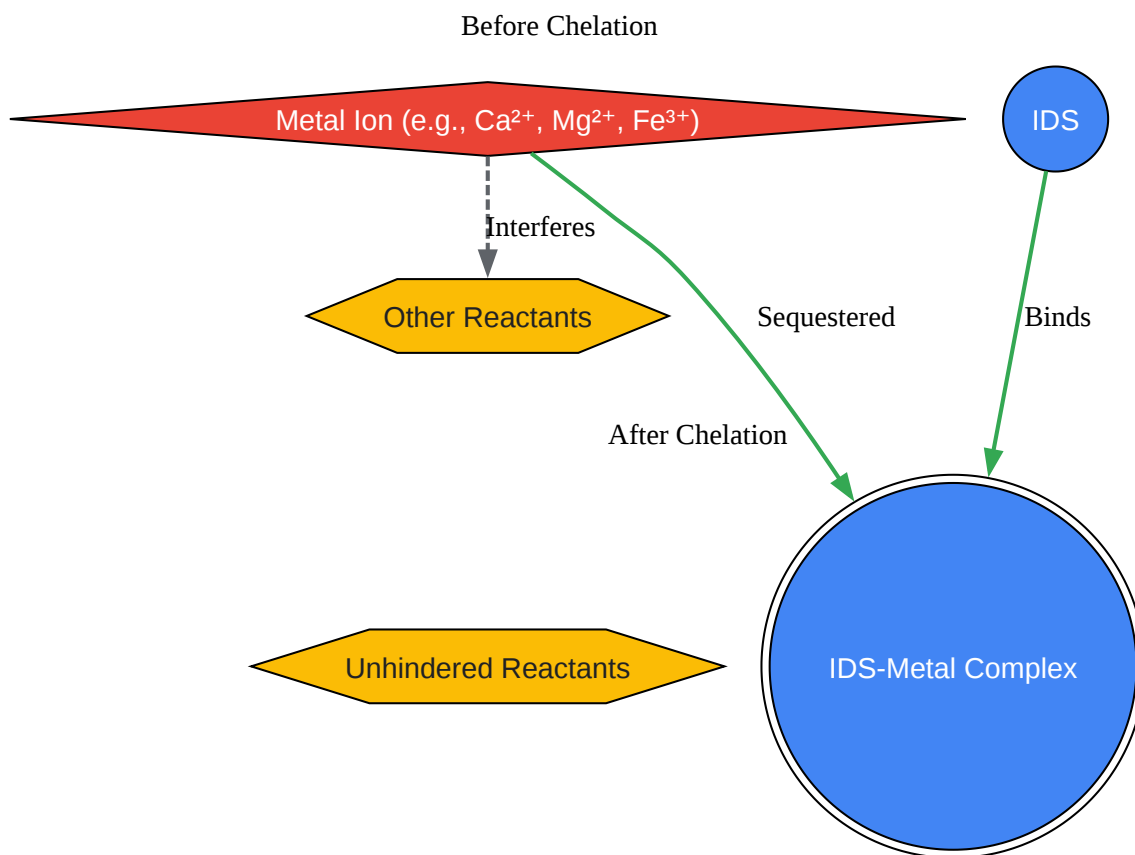 Before Chelation
Metal Ion (e.g., Ca²⁺, Mg²⁺, Fe³⁺)
IDS
Interferes
Other Reactants
Sequestered
Binds
After Chelation
Unhindered Reactants
IDS-Metal Complex